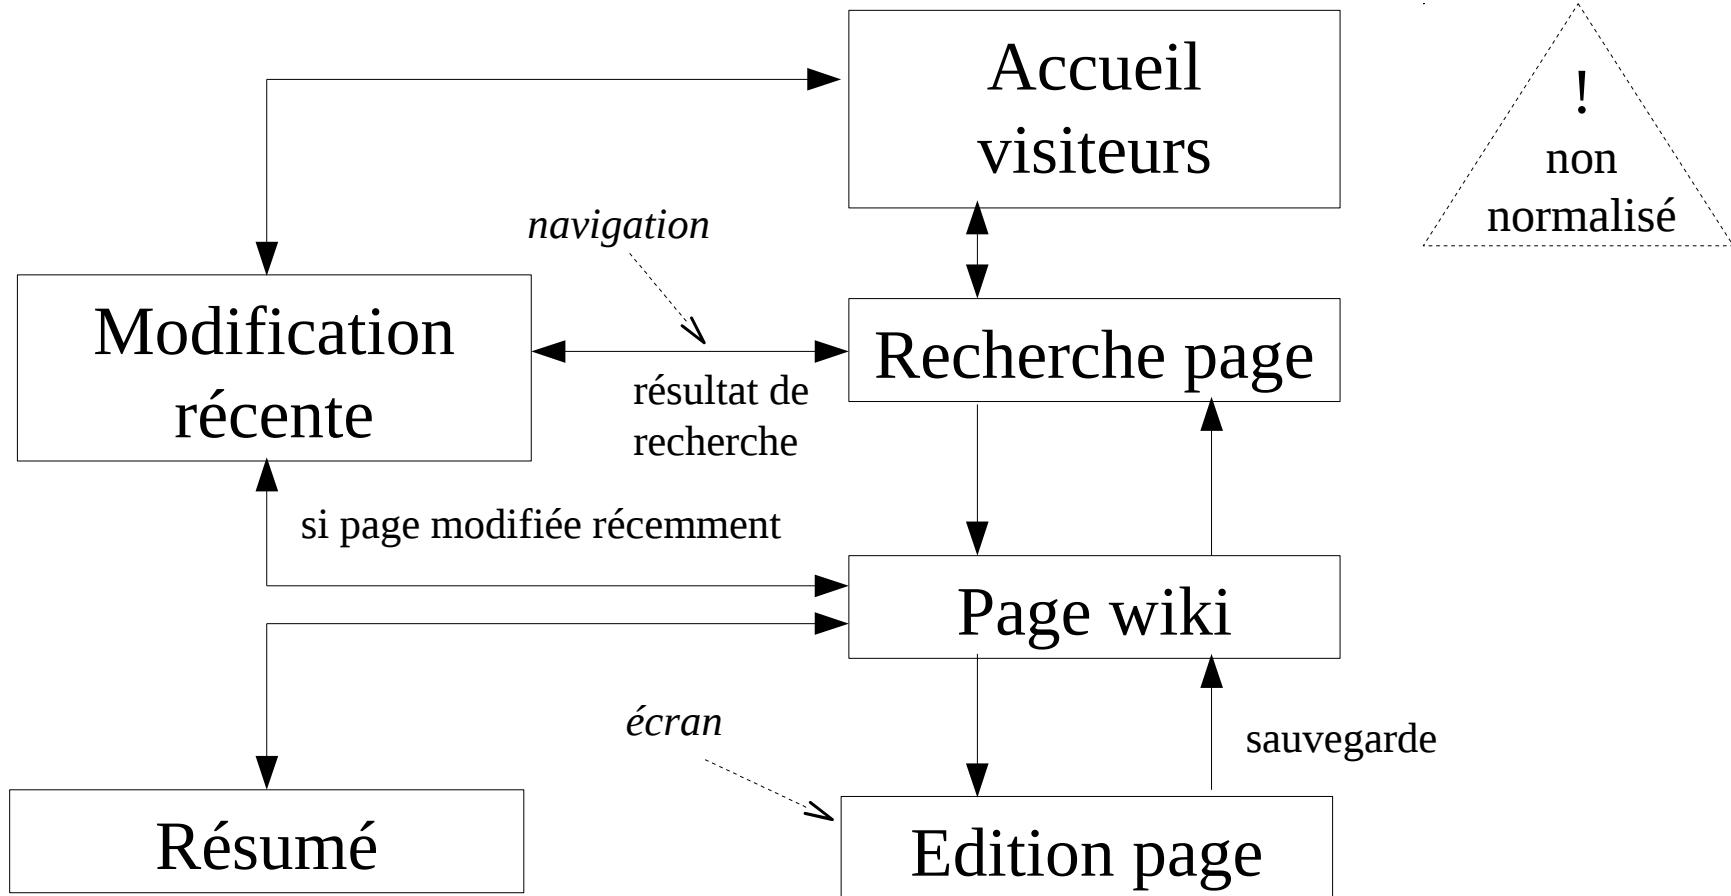 Accueil
visiteurs
!
non
normalisé
navigation
Modification
récente
Recherche page
résultat de
recherche
si page modifiée récemment
Page wiki
écran
sauvegarde
Résumé
Edition page